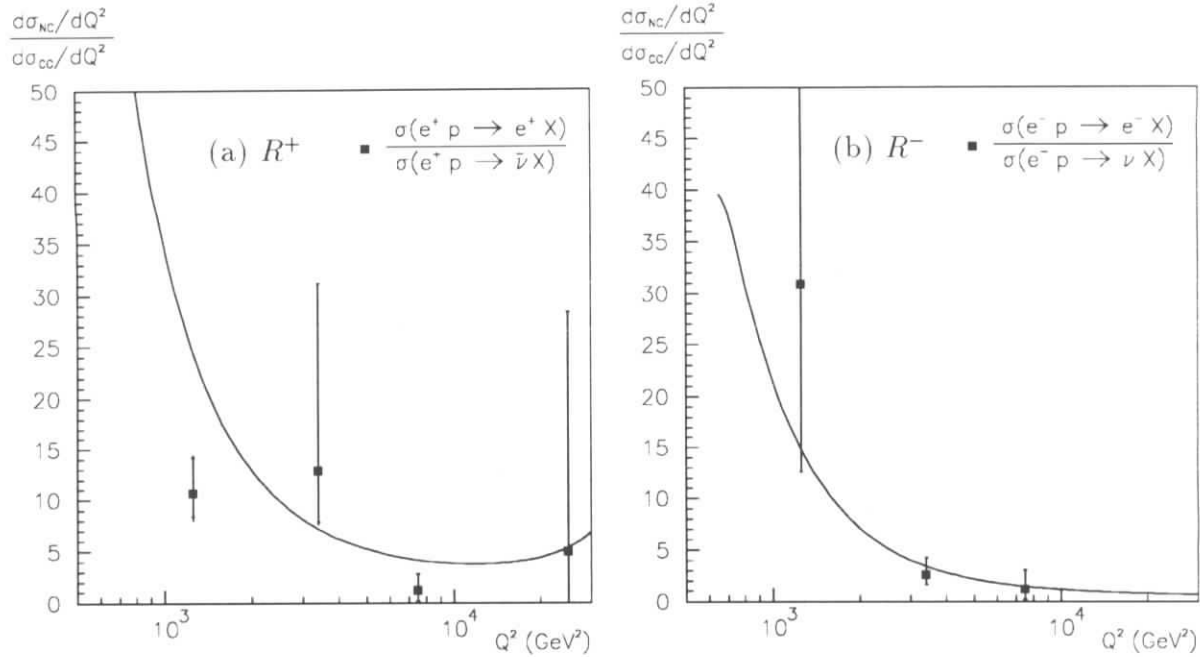 dσ_NC/dQ²
dσ_CC/dQ²
50
45
40
35
30
25
20
15
10
5
0
(a) R⁺
■ σ(e⁺ p → e⁺ X)
σ(e⁺ p → ν̄ X)
10³
10⁴
Q² (GeV²)
dσ_NC/dQ²
dσ_CC/dQ²
50
45
40
35
30
25
20
15
10
5
0
(b) R⁻
■ σ(e⁻ p → e⁻ X)
σ(e⁻ p → ν X)
10³
10⁴
Q² (GeV²)